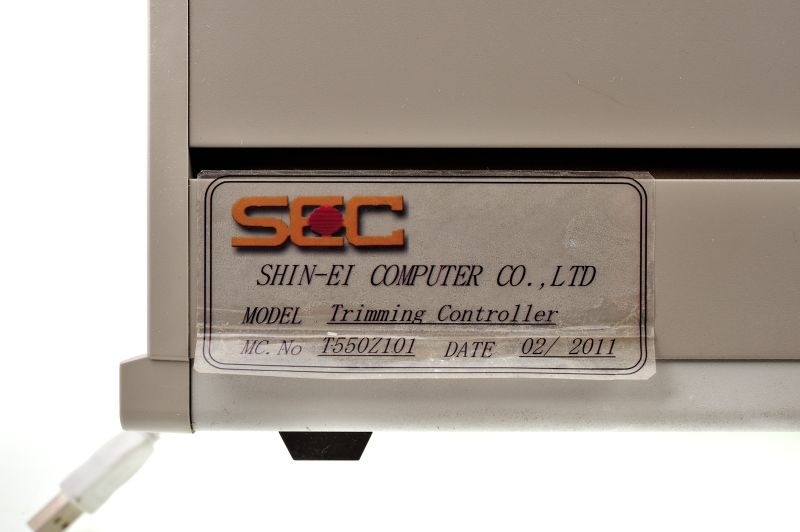 SEC
SHIN-EI COMPUTER CO.,LTD
MODEL Trimming Controller
MC. No T550Z101 DATE 02/ 2011